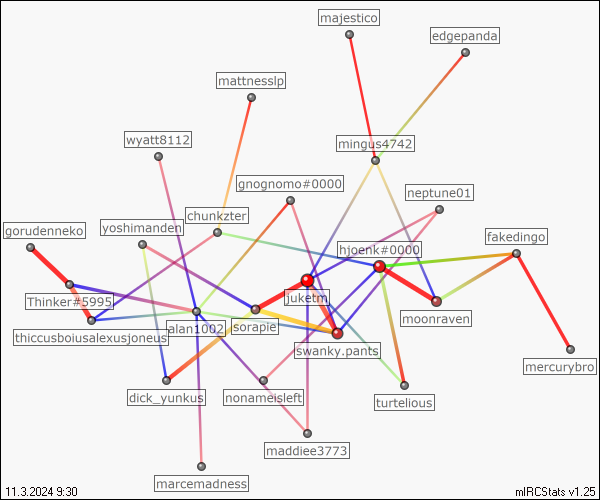 majestico
edgepanda
mattnesslp
wyatt8112
mingus4742
gnognomo#0000
neptune01
chunkzter
yoshimanden
gorudenneko
hjoenk#0000
fakedingo
Thinker#5995
juketm
moonraven
alan1002
sorapie
thiccusboiusalexusjoneus
swanky.pants
mercurybro
dick_yunkus
nonameisleft
turtelious
maddiee3773
marcemadness
11.3.2024 9:30
mIRCStats v1.25